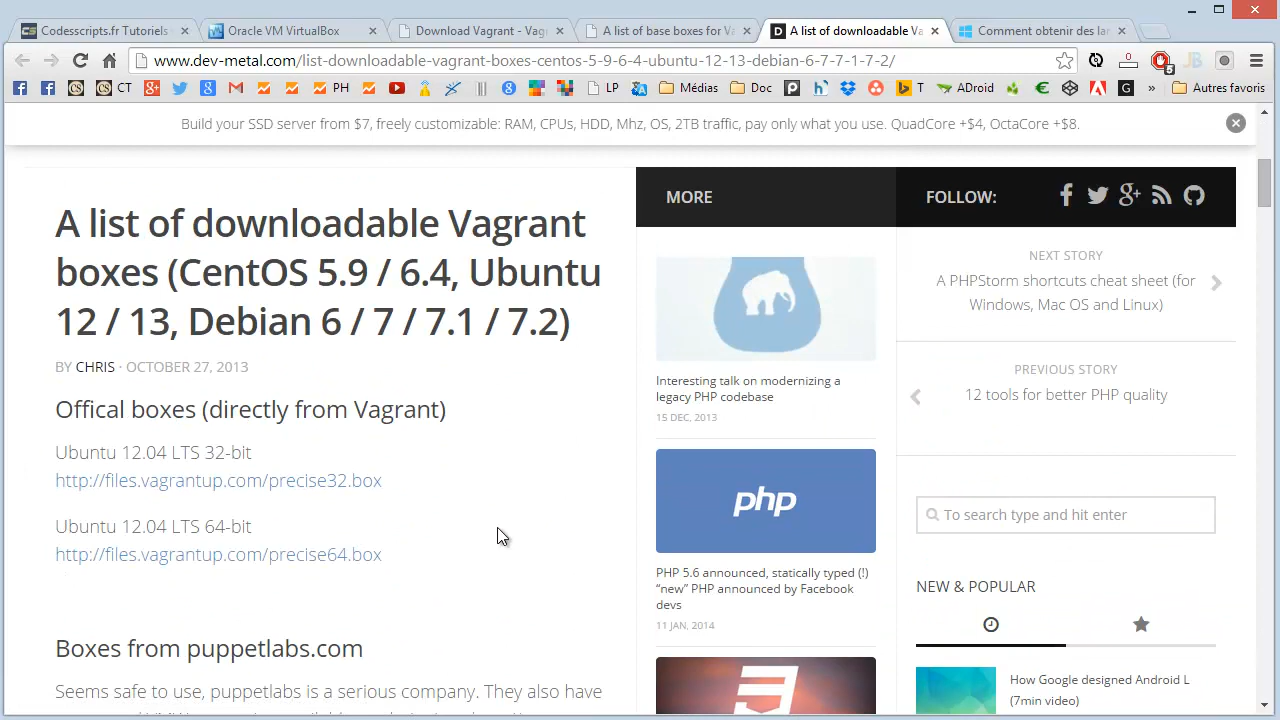 Codescripts.fr Tutoriels
Oracle VM VirtualBox
Download Vagrant - Vag
A list of base boxes for V
A list of downloadable Va
Comment obtenir des lan
www.dev-metal.com/list-downloadable-vagrant-boxes-centos-5-9-6-4-ubuntu-12-13debian-6-7-7-1-7-2/
5
CT
PH
LP
Médias
Doc
T
ADroid
Autres favoris
Build your SSD server from $7, freely customizable: RAM, CPUs, HDD, Mhz, OS, 2TB traffic, pay only what you use. QuadCore +$4, OctaCore +$8.
A list of downloadable Vagrant
boxes (CentOS 5.9 / 6.4, Ubuntu
12 / 13, Debian 6 / 7 / 7.1 / 7.2)
BY CHRIS · OCTOBER 27, 2013
Offical boxes (directly from Vagrant)
Ubuntu 12.04 LTS 32-bit
http://files.vagrantup.com/precise32.box
Ubuntu 12.04 LTS 64-bit
http://files.vagrantup.com/precise64.box
Boxes from puppetlabs.com
Seems safe to use, puppetlabs is a serious company. They also have
MORE
Interesting talk on modernizing a
legacy PHP codebase
15 DEC, 2013
php
PHP 5.6 announced, statically typed (!)
“new” PHP announced by Facebook
devs
11 JAN, 2014
FOLLOW:
NEXT STORY
A PHPStorm shortcuts cheat sheet (for
Windows, Mac OS and Linux)
PREVIOUS STORY
12 tools for better PHP quality
To search type and hit enter
NEW & POPULAR
How Google designed Android L
(7min video)